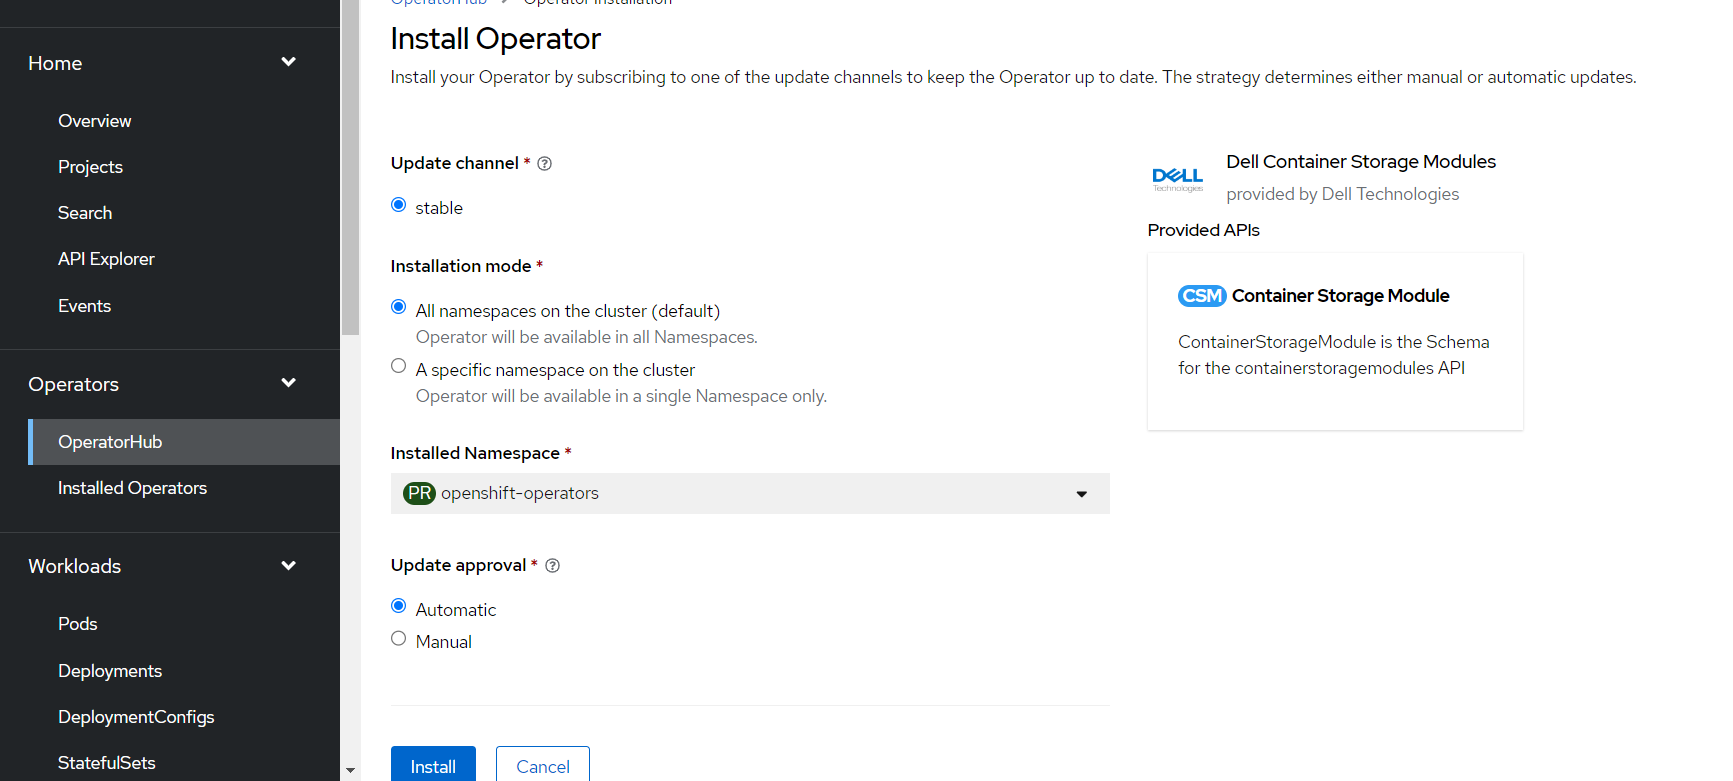 Home
Overview
Projects
Search
API Explorer
Events
Operators
OperatorHub
Installed Operators
Workloads
Pods
Deployments
DeploymentConfigs
StatefulSets
OperatorHub > Operator Installation
Install Operator
Install your Operator by subscribing to one of the update channels to keep the Operator up to date. The strategy determines either manual or automatic updates.
Update channel *
stable
Installation mode *
All namespaces on the cluster (default)
Operator will be available in all Namespaces.
A specific namespace on the cluster
Operator will be available in a single Namespace only.
Installed Namespace *
PR openshift-operators
Update approval *
Automatic
Manual
Install
Cancel
DELL
Technologies
Dell Container Storage Modules
provided by Dell Technologies
Provided APIs
CSM Container Storage Module
ContainerStorageModule is the Schema
for the containerstoragemodules API